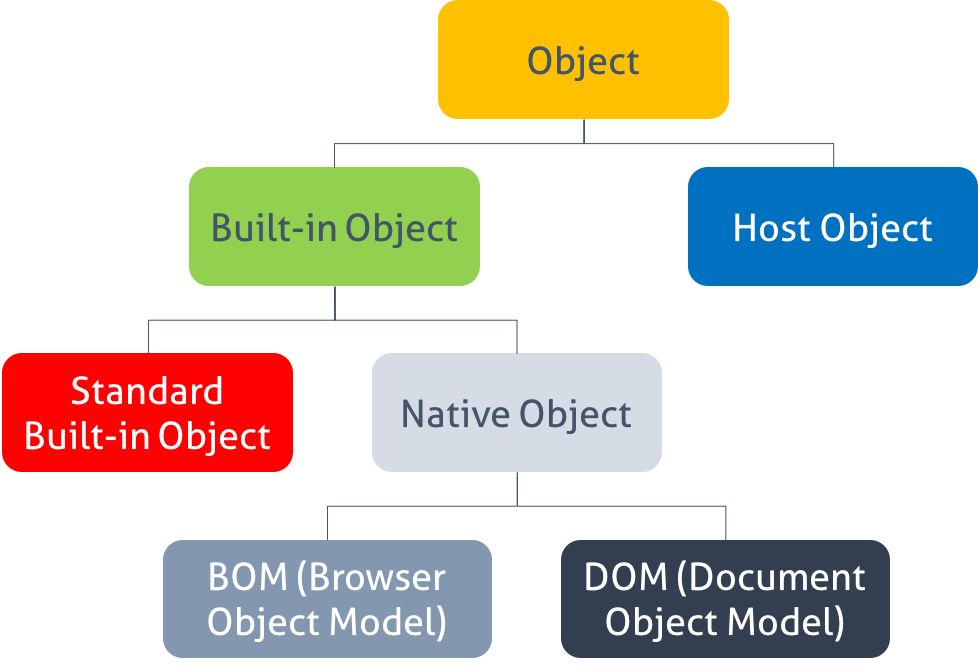 Object
Built-in Object
Host Object
Standard
Built-in Object
Native Object
BOM (Browser
Object Model)
DOM (Document
Object Model)